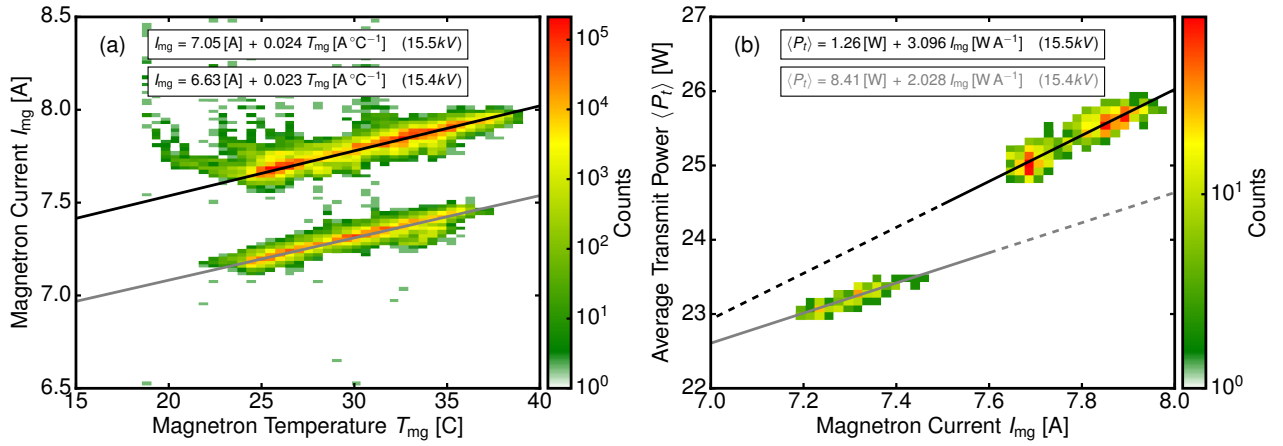 (a)
I_mg = 7.05 [A] + 0.024 T_mg [A °C⁻¹] (15.5kV)
I_mg = 6.63 [A] + 0.023 T_mg [A °C⁻¹] (15.4kV)
Magnetron Current I_mg [A]
8.5
8.0
7.5
7.0
6.5
15 20 25 30 35 40
Magnetron Temperature T_mg [C]
10⁵
10⁴
10³
10²
10¹
10⁰
Counts
(b)
⟨P_t⟩ = 1.26 [W] + 3.096 I_mg [W A⁻¹] (15.5kV)
⟨P_t⟩ = 8.41 [W] + 2.028 I_mg [W A⁻¹] (15.4kV)
Average Transmit Power ⟨P_t⟩ [W]
27
26
25
24
23
22
7.0 7.2 7.4 7.6 7.8 8.0
Magnetron Current I_mg [A]
10¹
10⁰
Counts